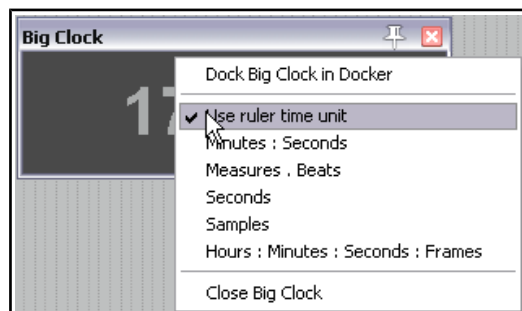 Big Clock
17
Dock Big Clock in Docker
Use ruler time unit
Minutes : Seconds
Measures . Beats
Seconds
Samples
Hours : Minutes : Seconds : Frames
Close Big Clock